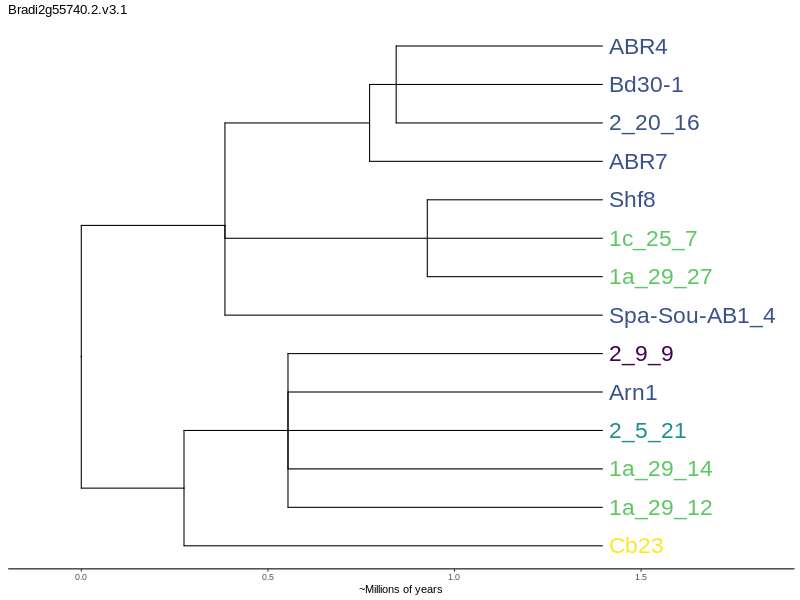 Bradi2g55740.2.v3.1
ABR4
Bd30-1
2_20_16
ABR7
Shf8
1c_25_7
1a_29_27
Spa-Sou-AB1_4
2_9_9
Arn1
2_5_21
1a_29_14
1a_29_12
Cb23
0.0 0.5 1.0 1.5
~Millions of years